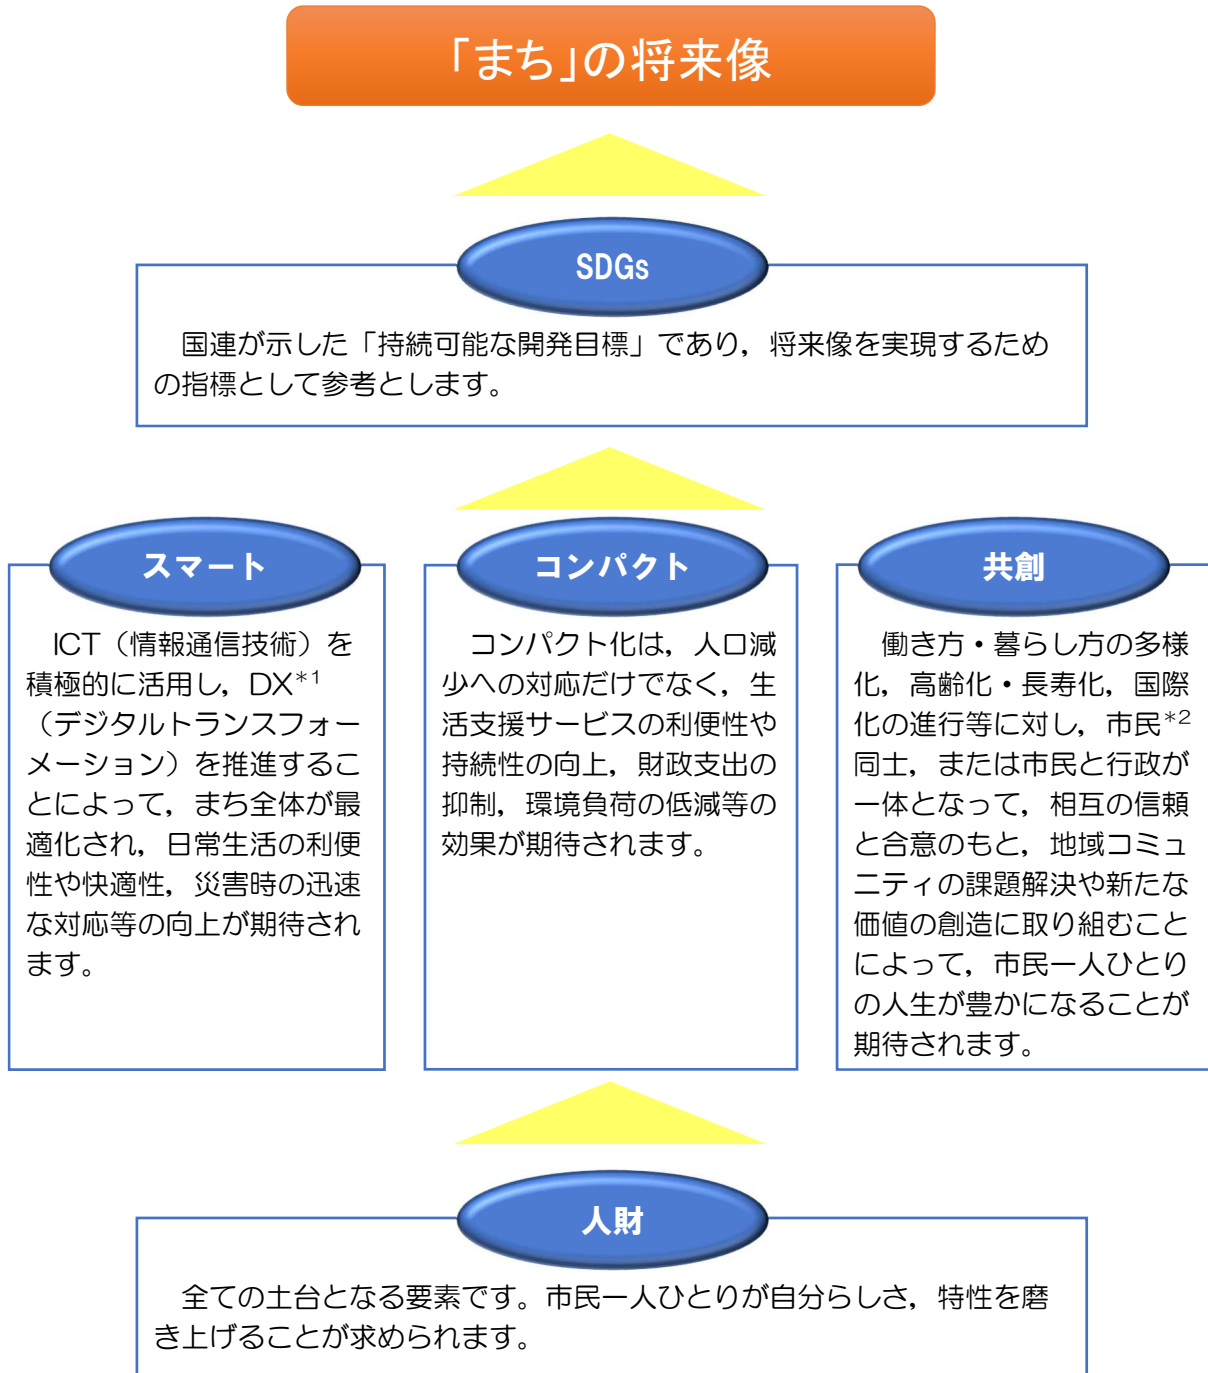 「まち」の将来像
SDGs
　国連が示した「持続可能な開発目標」であり，将来像を実現するため
の指標として参考とします。
スマート
　ICT（情報通信技術）を
積極的に活用し，DX*1
（デジタルトランスフォー
メーション）を推進するこ
とによって，まち全体が最
適化され，日常生活の利便
性や快適性，災害時の迅速
な対応等の向上が期待され
ます。
コンパクト
　コンパクト化は，人口減
少への対応だけでなく，生
活支援サービスの利便性や
持続性の向上，財政支出の
抑制，環境負荷の低減等の
効果が期待されます。
共創
　働き方・暮らし方の多様
化，高齢化・長寿化，国際
化の進行等に対し，市民*2
同士，または市民と行政が
一体となって，相互の信頼
と合意のもと，地域コミュ
ニティの課題解決や新たな
価値の創造に取り組むこと
によって，市民一人ひとり
の人生が豊かになることが
期待されます。
人財
　全ての土台となる要素です。市民一人ひとりが自分らしさ，特性を磨
き上げることが求められます。